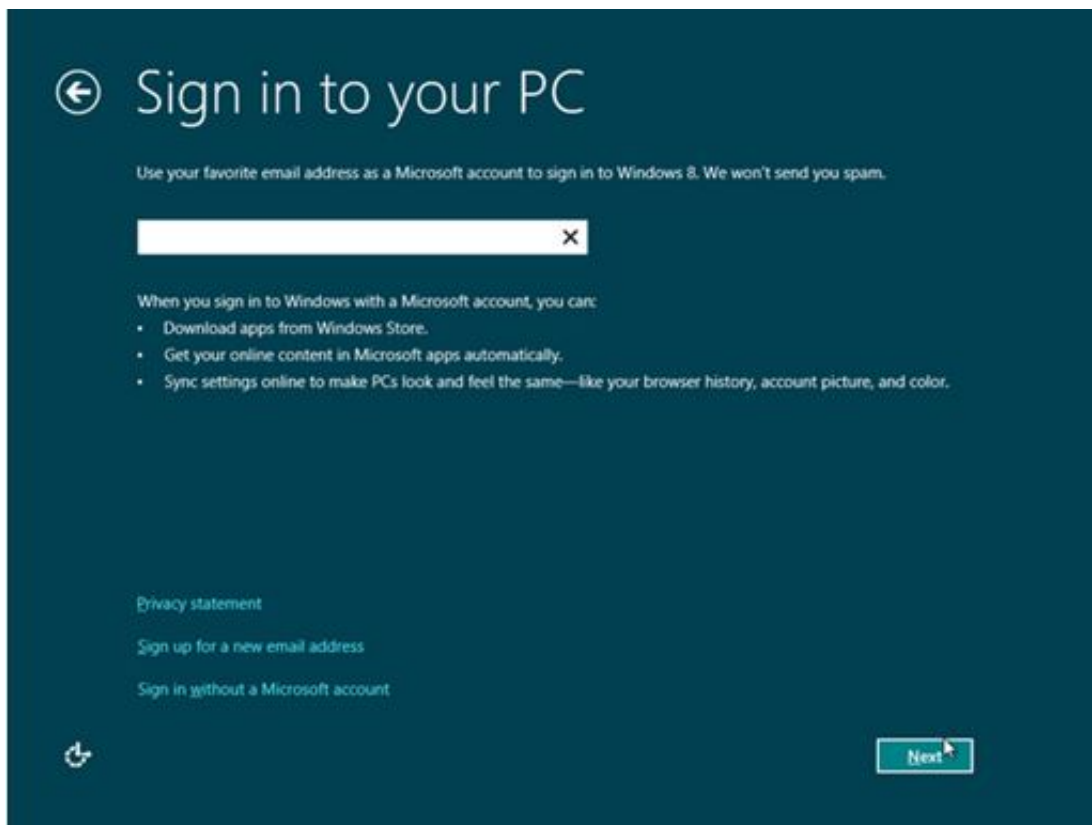 Sign in to your PC
Use your favorite email address as a Microsoft account to sign in to Windows 8. We won't send you spam.
When you sign in to Windows with a Microsoft account, you can:
• Download apps from Windows Store.
• Get your online content in Microsoft apps automatically.
• Sync settings online to make PCs look and feel the same—like your browser history, account picture, and color.
Privacy statement
Sign up for a new email address
Sign in without a Microsoft account
Next